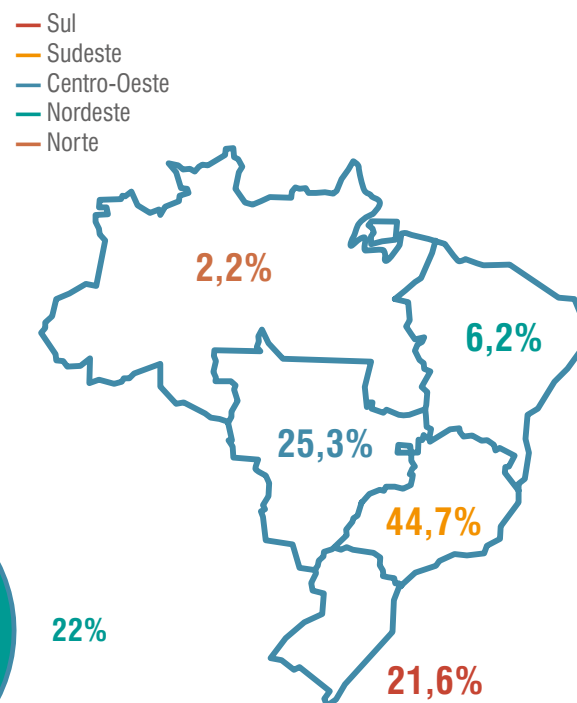 Sul
Sudeste
Centro-Oeste
Nordeste
Norte
2,2%
6,2%
25,3%
44,7%
22%
21,6%